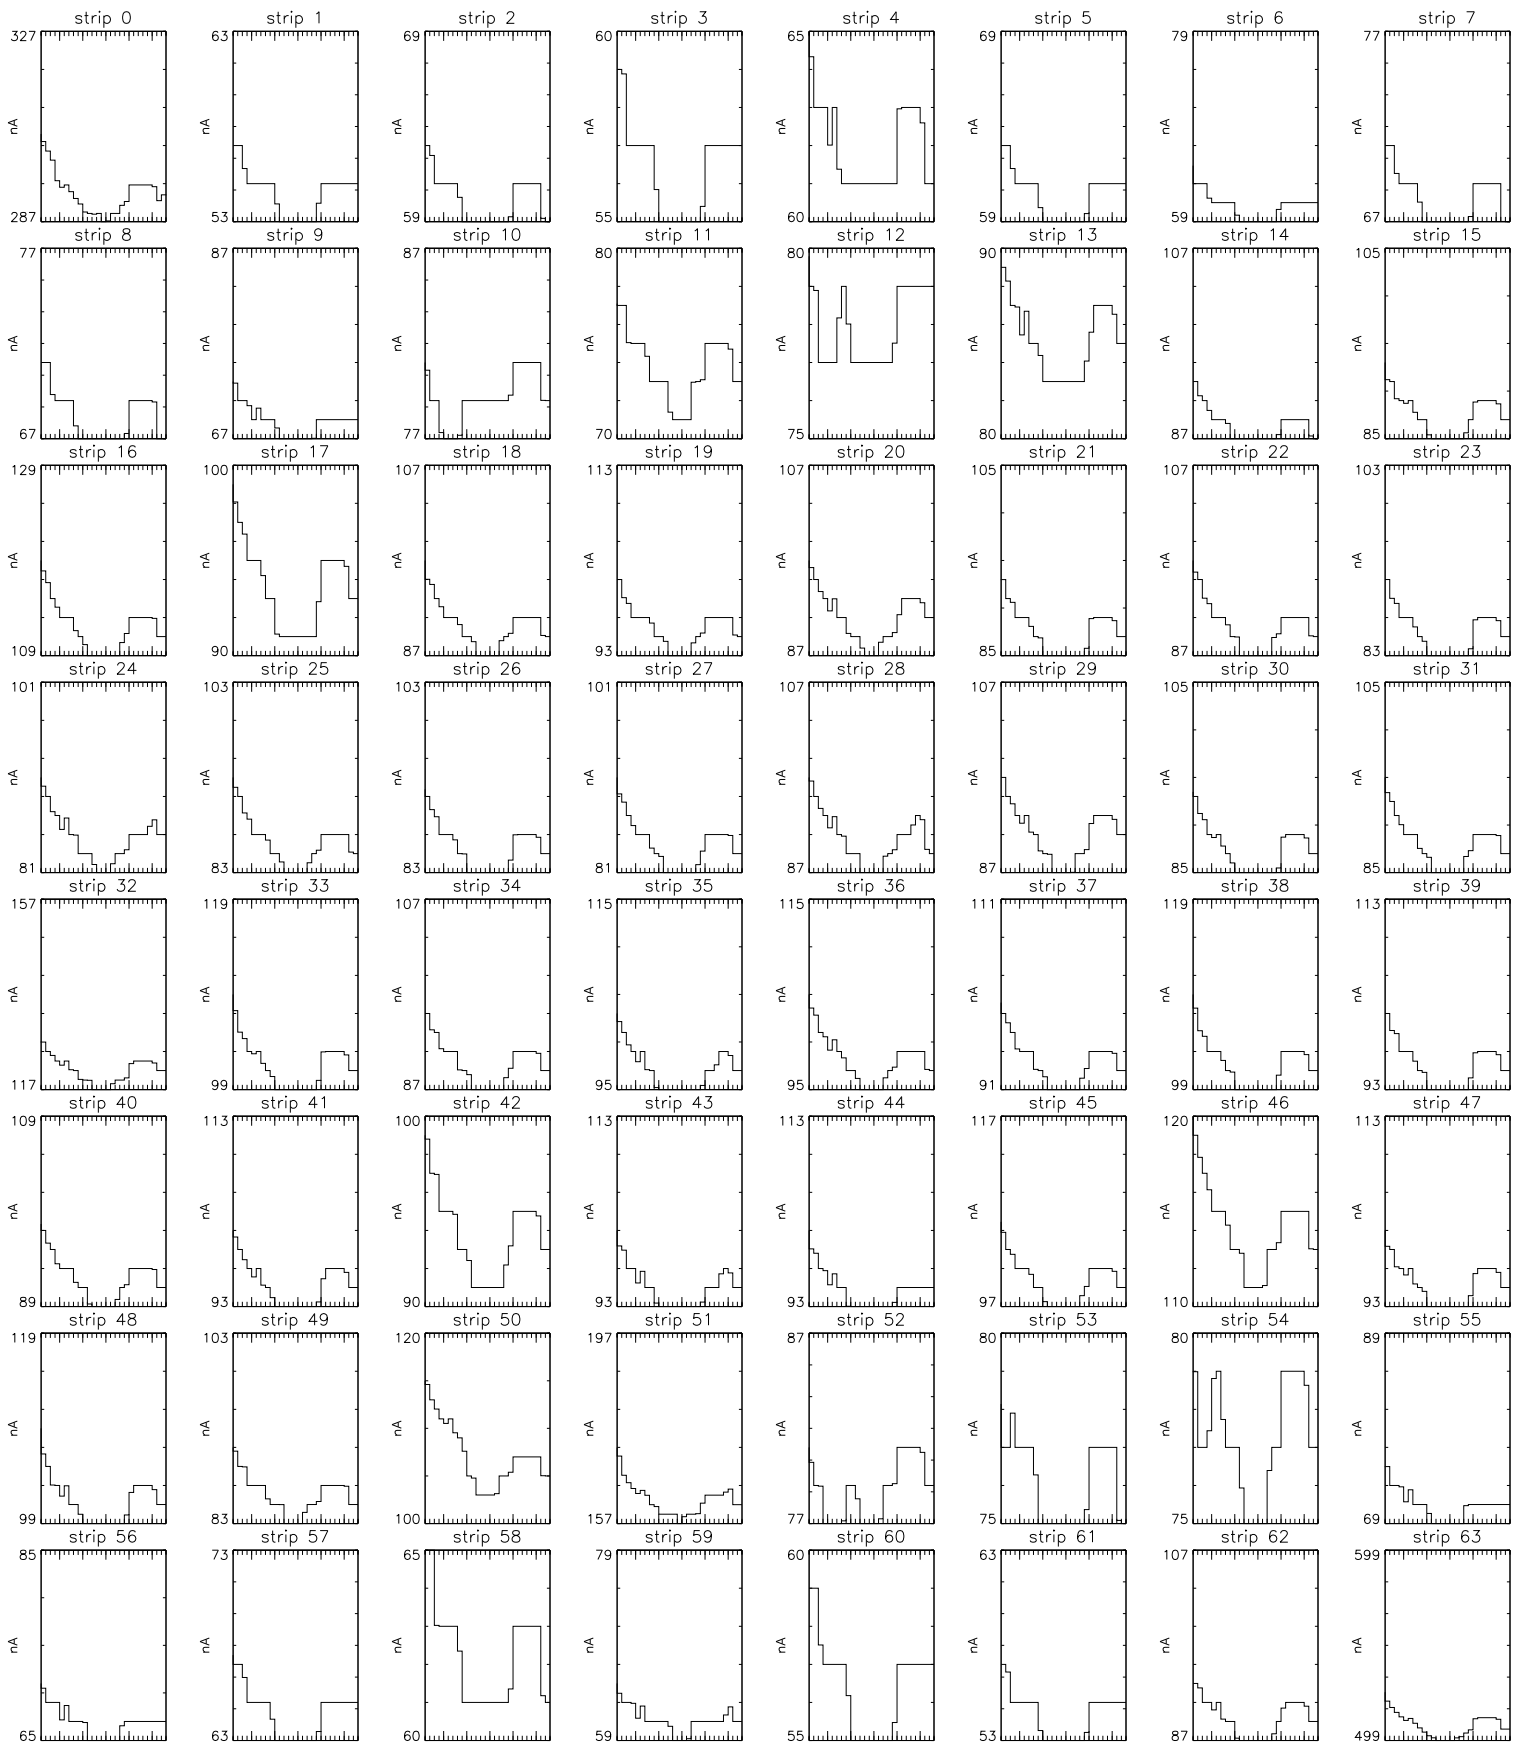 strip 0 strip 1 strip 2 strip 3 strip 4 strip 5 strip 6 strip 7
327 63 69 60 65 69 79 77
nA nA nA nA nA nA nA nA
287 53 59 55 60 59 59 67
strip 8 strip 9 strip 10 strip 11 strip 12 strip 13 strip 14 strip 15
77 87 87 80 80 90 107 105
nA nA nA nA nA nA nA nA
67 67 77 70 75 80 87 85
strip 16 strip 17 strip 18 strip 19 strip 20 strip 21 strip 22 strip 23
129 100 107 113 107 105 107 103
nA nA nA nA nA nA nA nA
109 90 87 93 87 85 87 83
strip 24 strip 25 strip 26 strip 27 strip 28 strip 29 strip 30 strip 31
101 103 103 101 107 107 105 105
nA nA nA nA nA nA nA nA
81 83 83 81 87 87 85 85
strip 32 strip 33 strip 34 strip 35 strip 36 strip 37 strip 38 strip 39
157 119 107 115 115 111 119 113
nA nA nA nA nA nA nA nA
117 99 87 95 95 91 99 93
strip 40 strip 41 strip 42 strip 43 strip 44 strip 45 strip 46 strip 47
109 113 100 113 113 117 120 113
nA nA nA nA nA nA nA nA
89 93 90 93 93 97 110 93
strip 48 strip 49 strip 50 strip 51 strip 52 strip 53 strip 54 strip 55
119 103 120 197 87 80 80 89
nA nA nA nA nA nA nA nA
99 83 100 157 77 75 75 69
strip 56 strip 57 strip 58 strip 59 strip 60 strip 61 strip 62 strip 63
85 73 65 79 60 63 107 599
nA nA nA nA nA nA nA nA
65 63 60 59 55 53 87 499